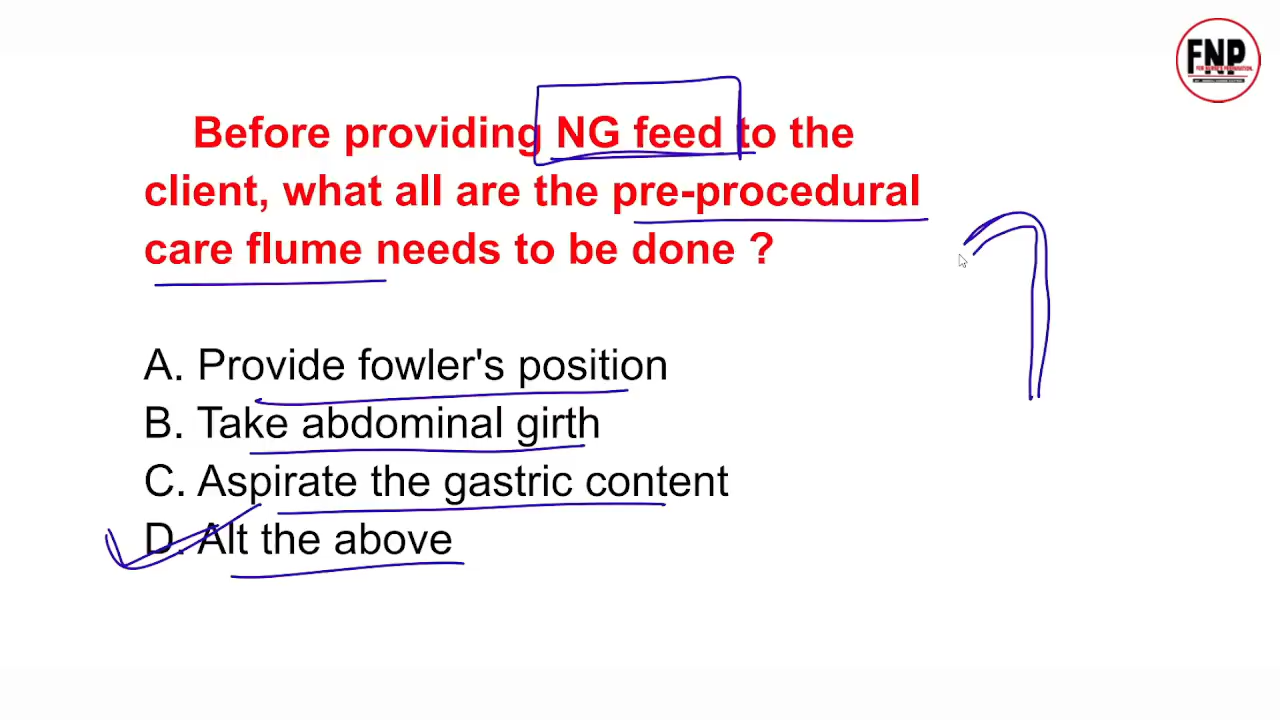 FNP
Before providing NG feed to the
client, what all are the pre-procedural
care flume needs to be done ?
A. Provide fowler's position
B. Take abdominal girth
C. Aspirate the gastric content
D. Alt the above